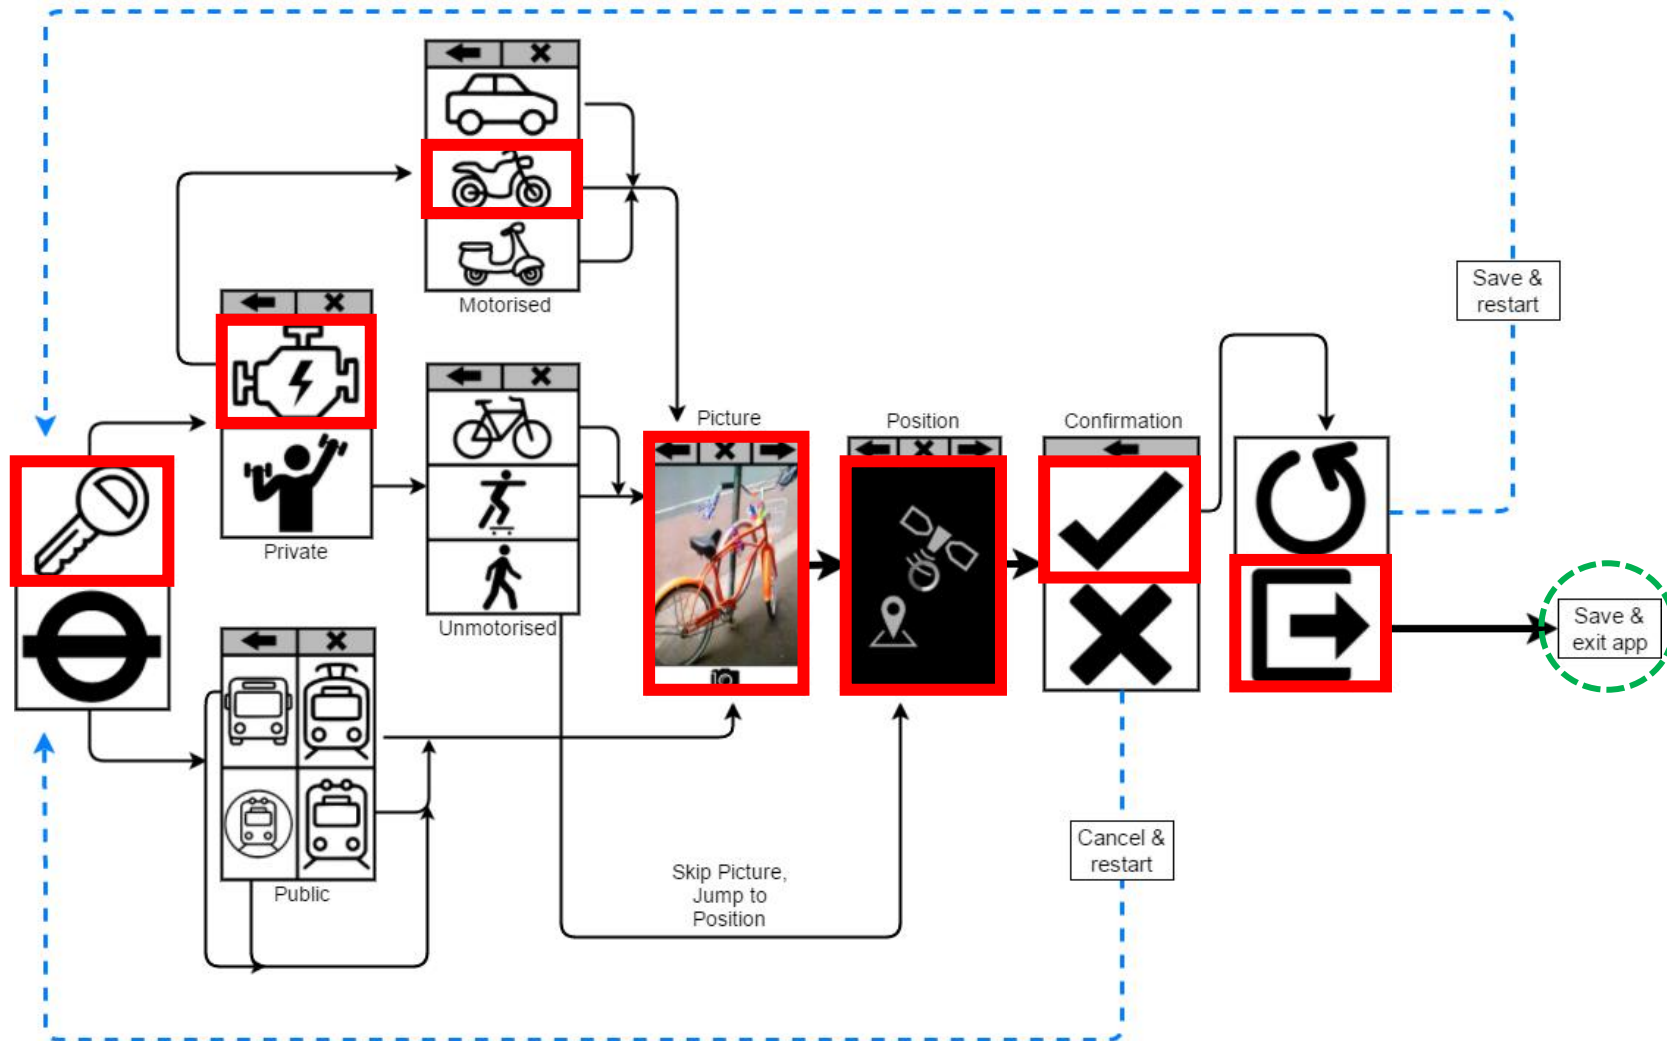 Save &
restart
Motorised
Picture
Position
Confirmation
Private
Save &
exit app
Unmotorised
Cancel &
restart
Skip Picture,
Jump to
Position
Public